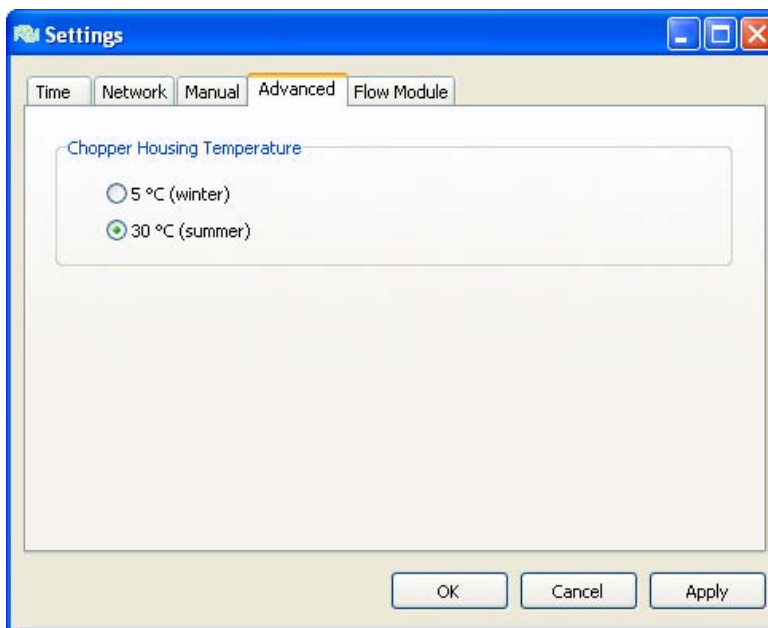 Settings
Time Network Manual Advanced Flow Module
Chopper Housing Temperature
5 °C (winter)
30 °C (summer)
OK Cancel Apply